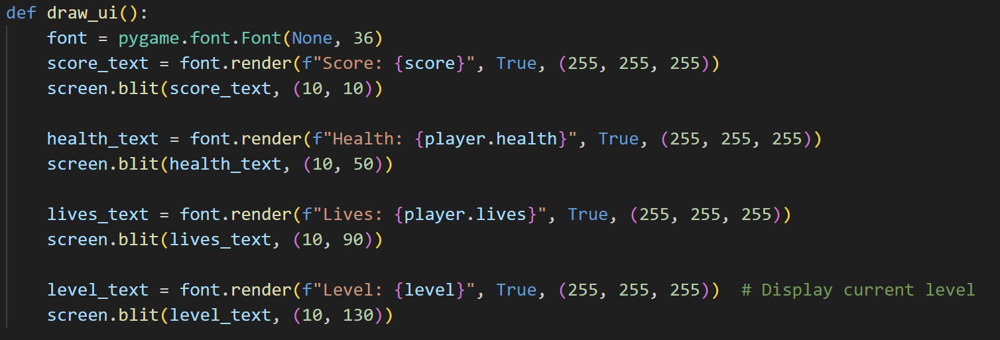 def draw_ui():
    font = pygame.font.Font(None, 36)
    score_text = font.render(f"Score: {score}", True, (255, 255, 255))
    screen.blit(score_text, (10, 10))

    health_text = font.render(f"Health: {player.health}", True, (255, 255, 255))
    screen.blit(health_text, (10, 50))

    lives_text = font.render(f"Lives: {player.lives}", True, (255, 255, 255))
    screen.blit(lives_text, (10, 90))

    level_text = font.render(f"Level: {level}", True, (255, 255, 255))  # Display current level
    screen.blit(level_text, (10, 130))